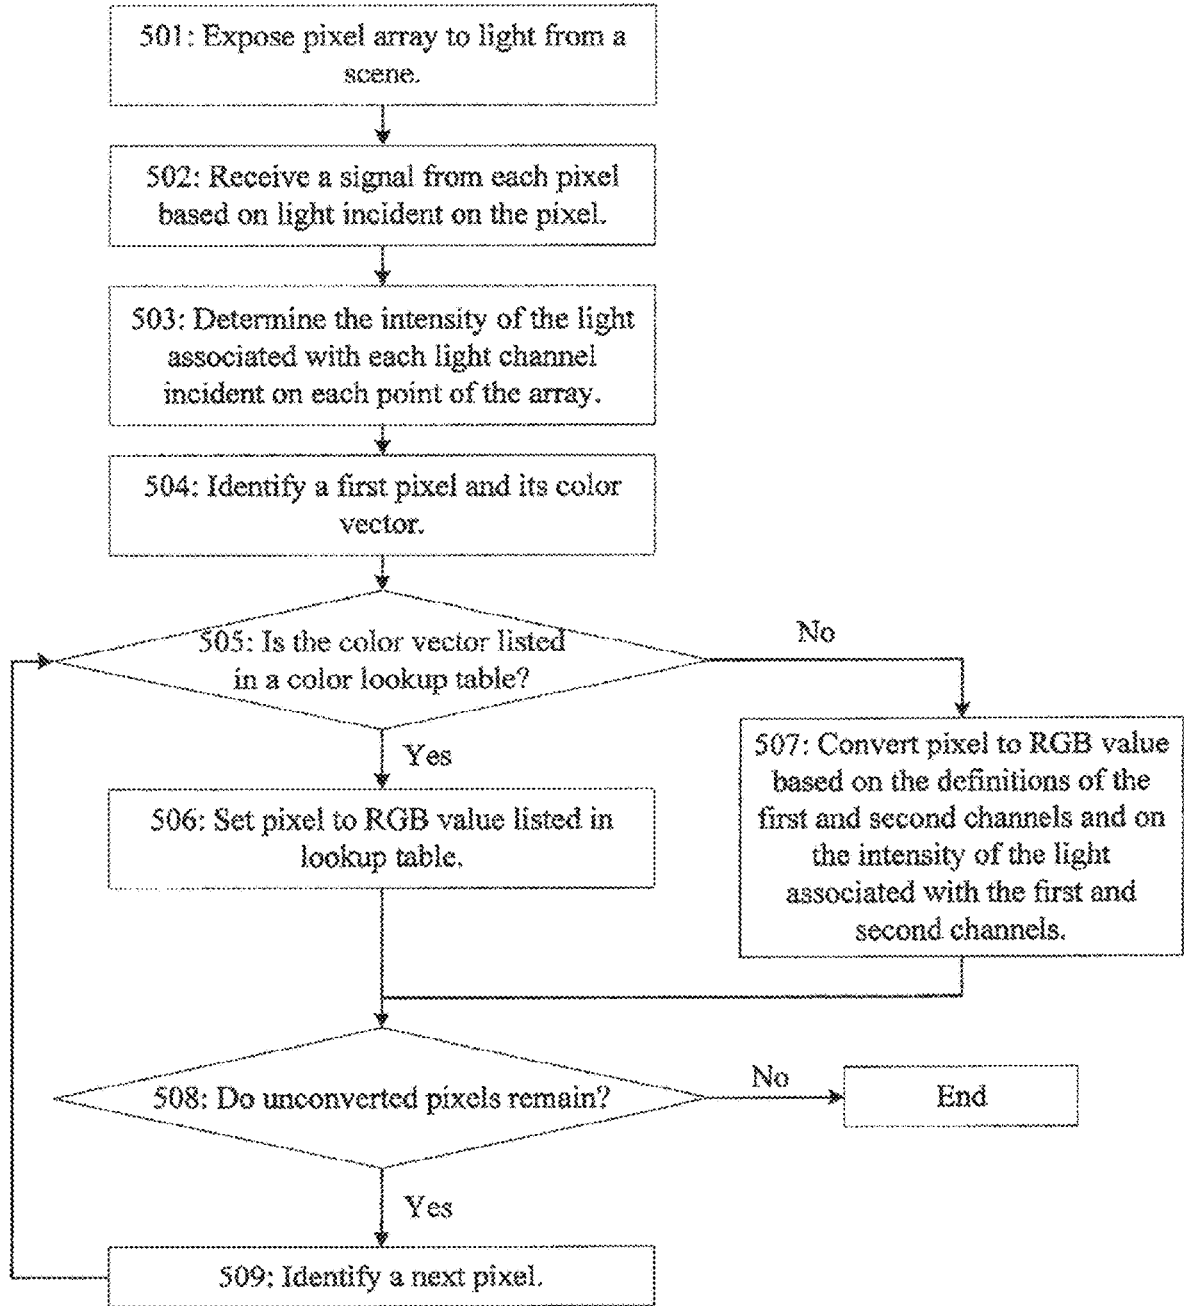 501: Expose pixel array to light from a
scene.
502: Receive a signal from each pixel
based on light incident on the pixel.
503: Determine the intensity of the light
associated with each light channel
incident on each point of the array.
504: Identify a first pixel and its color
vector.
505: Is the color vector listed
in a color lookup table?
No
Yes
506: Set pixel to RGB value listed in
lookup table.
507: Convert pixel to RGB value
based on the definitions of the
first and second channels and on
the intensity of the light
associated with the first and
second channels.
508: Do unconverted pixels remain?
No
End
Yes
509: Identify a next pixel.